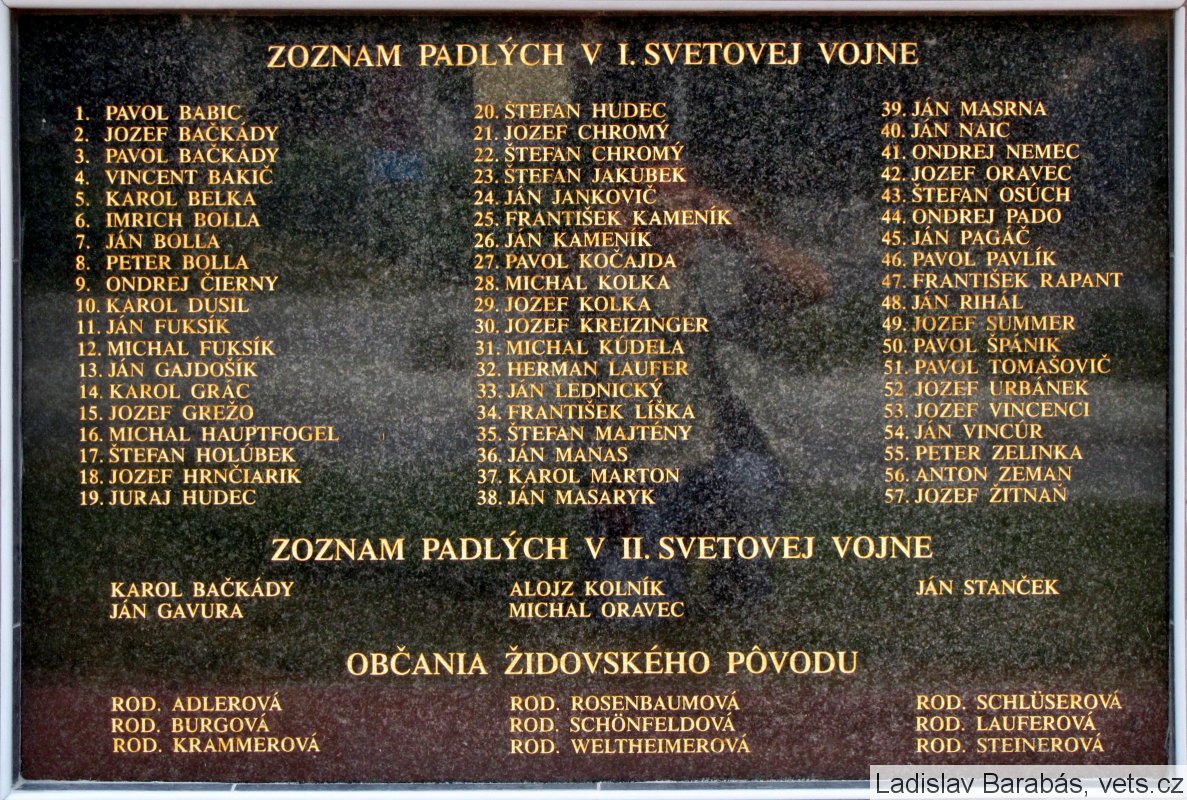 ZOZNAM PADLÝCH V I. SVETOVEJ VOJNE
1. PAVOL BABIC
2. JOZEF BAČKÁDY
3. PAVOL BAČKÁDY
4. VINCENT BAKIČ
5. KAROL BELKA
6. IMRICH BOLLA
7. JÁN BOLLA
8. PETER BOLLA
9. ONDREJ ČIERNY
10. KAROL DUSIL
11. JÁN FUKSÍK
12. MICHAL FUKSÍK
13. JÁN GAJDOŠÍK
14. KAROL GRÁC
15. JOZEF GREŽO
16. MICHAL HAUPTFOGEL
17. ŠTEFAN HOLÚBEK
18. JOZEF HRNČIARIK
19. JURAJ HUDEC
20. ŠTEFAN HUDEC
21. JOZEF CHROMÝ
22. ŠTEFAN CHROMÝ
23. ŠTEFAN JAKUBEK
24. JÁN JANKOVIČ
25. FRANTIŠEK KAMENÍK
26. JÁN KAMENÍK
27. PAVOL KOČAJDA
28. MICHAL KOLKA
29. JOZEF KOLKA
30. JOZEF KREIZINGER
31. MICHAL KÚDELA
32. HERMAN LAUFER
33. JÁN LEDNICKÝ
34. FRANTIŠEK LÍŠKA
35. ŠTEFAN MAJTÉNY
36. JÁN MAŇAS
37. KAROL MARTON
38. JÁN MASARYK
39. JÁN MASRNA
40. JÁN NAIC
41. ONDREJ NEMEC
42. JOZEF ORAVEC
43. ŠTEFAN OSÚCH
44. ONDREJ PADO
45. JÁN PAGÁČ
46. PAVOL PAVLÍK
47. FRANTIŠEK RAPANT
48. JÁN RIHÁL
49. JOZEF SUMMER
50. PAVOL ŠPÁNIK
51. PAVOL TOMAŠOVIČ
52. JOZEF URBÁNEK
53. JOZEF VINCENCI
54. JÁN VINCÚR
55. PETER ZELINKA
56. ANTON ZEMAN
57. JOZEF ŽITNAŇ
ZOZNAM PADLÝCH V II. SVETOVEJ VOJNE
KAROL BAČKÁDY
JÁN GAVURA
ALOJZ KOLNÍK
MICHAL ORAVEC
JÁN STANČEK
OBČANIA ŽIDOVSKÉHO PÔVODU
ROD. ADLEROVÁ
ROD. BURGOVÁ
ROD. KRAMMEROVÁ
ROD. ROSENBAUMOVÁ
ROD. SCHÖNFELDOVÁ
ROD. WELTHEIMEROVÁ
ROD. SCHLÜSEROVÁ
ROD. LAUFEROVÁ
ROD. STEINEROVÁ
Ladislav Barabás, vets.cz